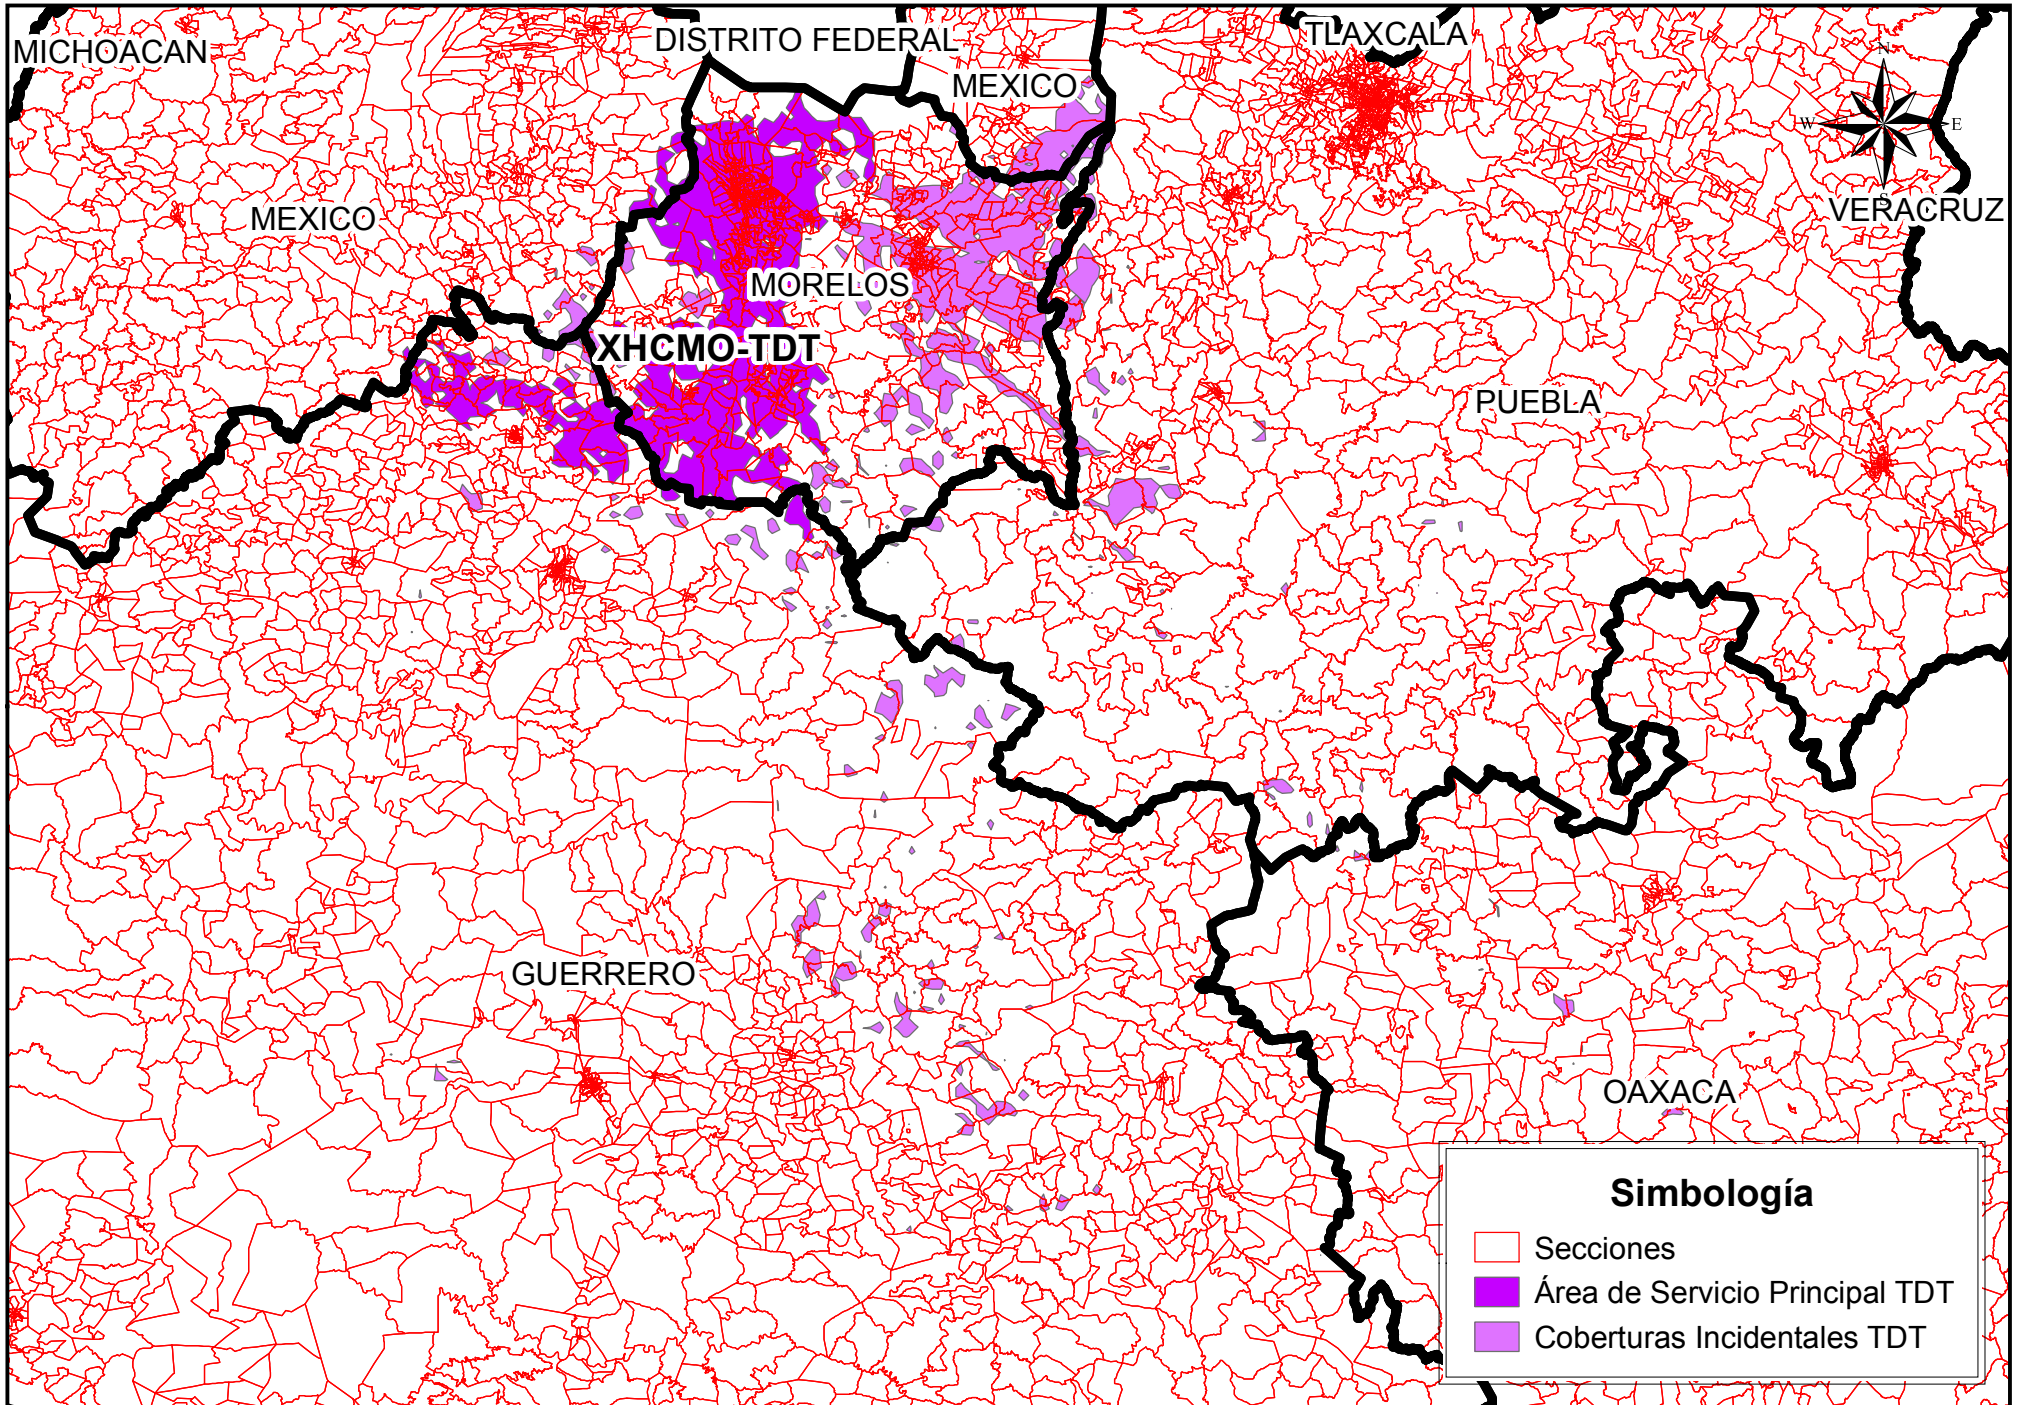 MICHOACAN
DISTRITO FEDERAL
TLAXCALA
MEXICO
N
W
E
S
MEXICO
VERACRUZ
MORELOS
XHCMO-TDT
PUEBLA
GUERRERO
OAXACA
Simbología
Secciones
Área de Servicio Principal TDT
Coberturas Incidentales TDT